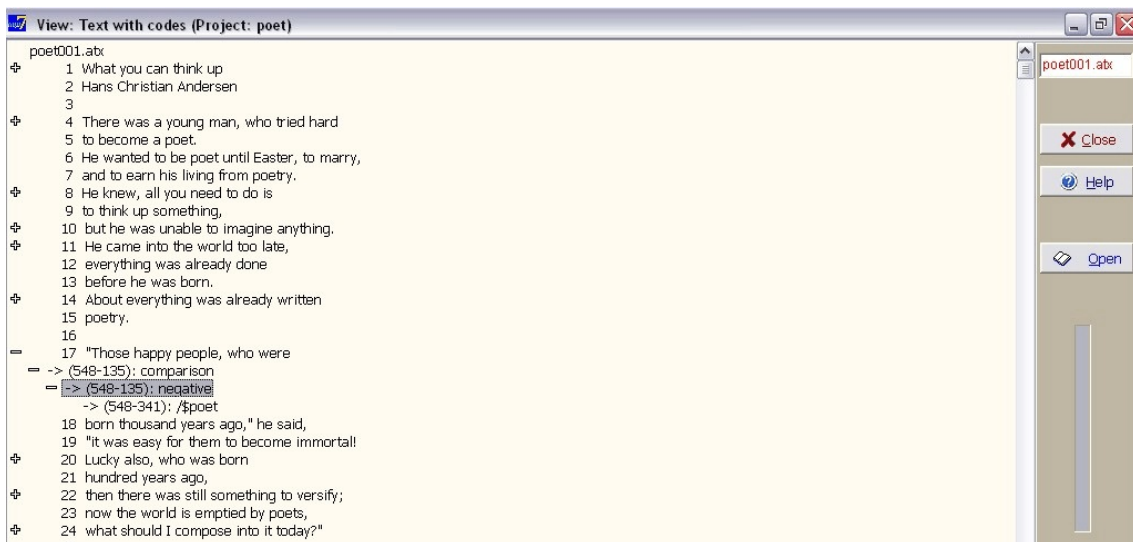 View: Text with codes (Project: poet)
poet001.atx
poet001.atx
1 What you can think up
2 Hans Christian Andersen
3
4 There was a young man, who tried hard
5 to become a poet.
6 He wanted to be poet until Easter, to marry,
7 and to earn his living from poetry.
8 He knew, all you need to do is
9 to think up something,
10 but he was unable to imagine anything.
11 He came into the world too late,
12 everything was already done
13 before he was born.
14 About everything was already written
15 poetry.
16
17 "Those happy people, who were
-> (548-135): comparison
-> (548-135): negative
-> (548-341): /$poet
18 born thousand years ago," he said,
19 "it was easy for them to become immortal!
20 Lucky also, who was born
21 hundred years ago,
22 then there was still something to versify;
23 now the world is emptied by poets,
24 what should I compose into it today?"
Close
Help
Open